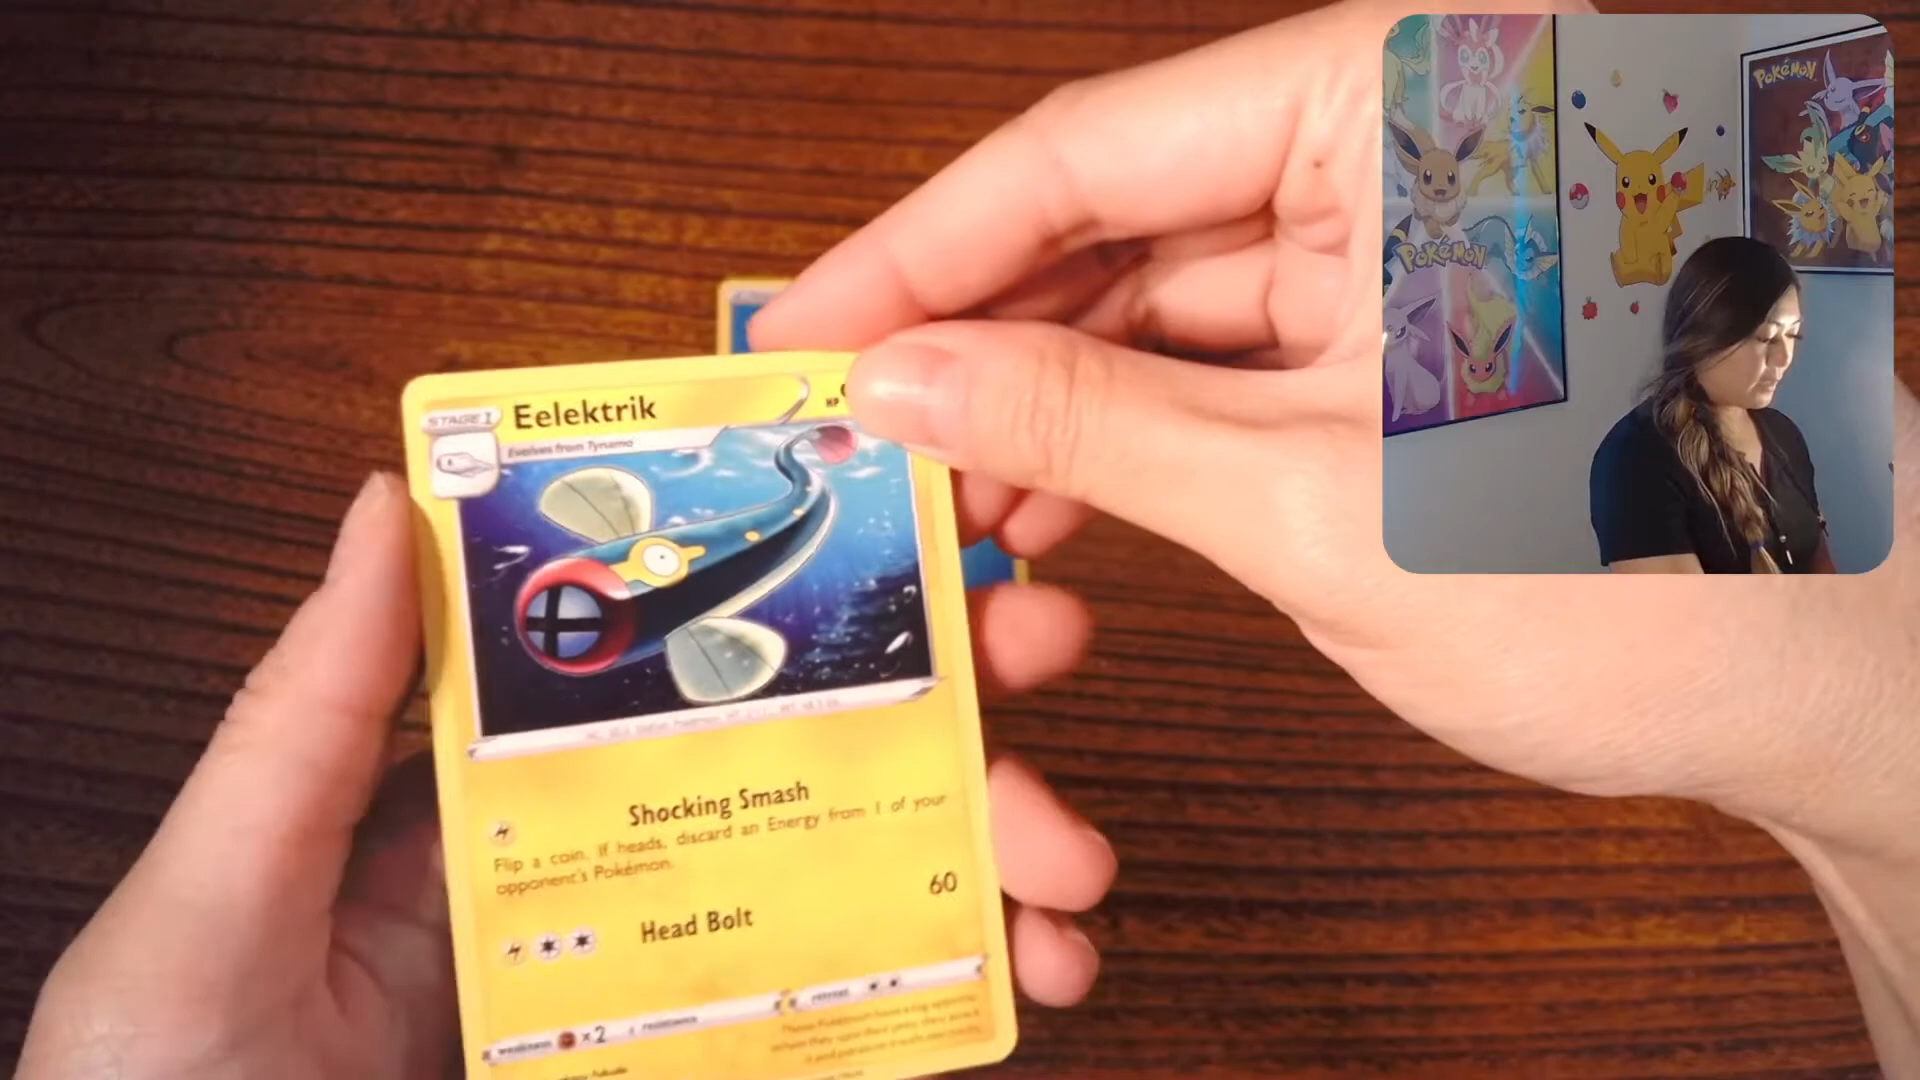 STAGE 1
Eelektrik
HP
Evolves from Tynamo
Shocking Smash
Flip a coin. If heads, discard an Energy from 1 of your
opponent's Pokémon.
Head Bolt 60
weakness x2 resistance retreat
POKÉMON
POKÉMON